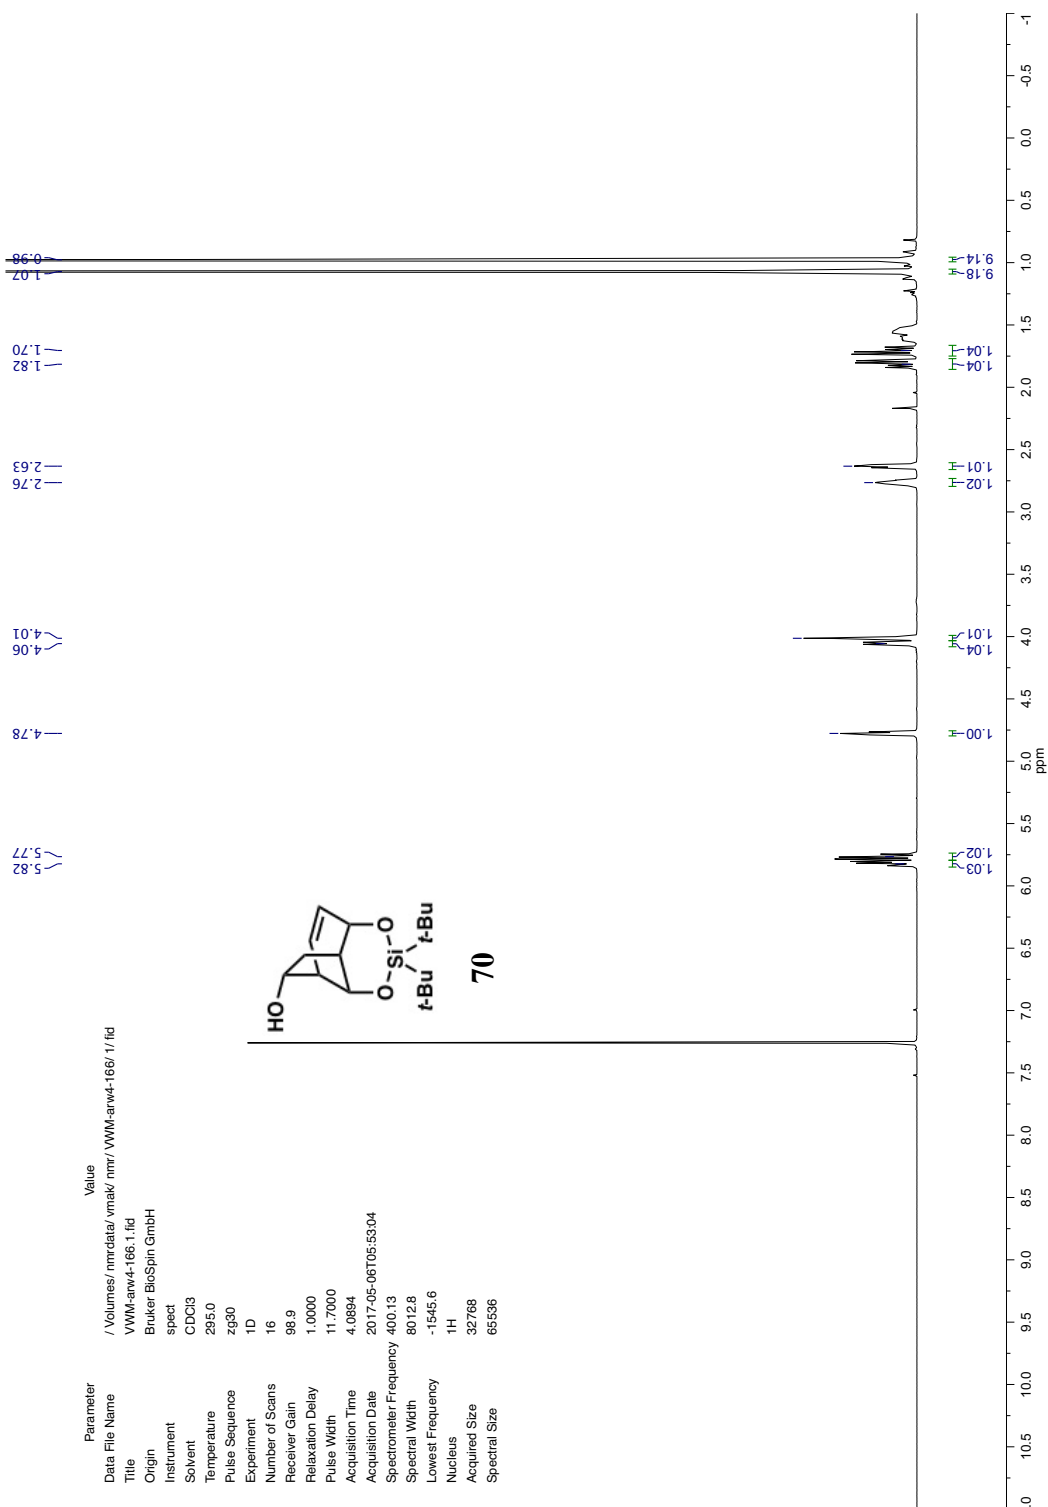 Parameter Value
Data File Name / Volumes/ nmrdata/ vmak/ nmr/ VWM-arw4-166/ 1/ fid
Title VWM-arw4-166.1.fid
Origin Bruker BioSpin GmbH
Instrument spect
Solvent CDCl3
Temperature 295.0
Pulse Sequence zg30
Experiment 1D
Number of Scans 16
Receiver Gain 98.9
Relaxation Delay 1.0000
Pulse Width 11.7000
Acquisition Time 4.0894
Acquisition Date 2017-05-06T05:53:04
Spectrometer Frequency 400.13
Spectral Width 8012.8
Lowest Frequency -1545.6
Nucleus 1H
Acquired Size 32768
Spectral Size 65536
HO
O Si O
t-Bu t-Bu
70
5.82 5.77 4.78 4.06 4.01 2.76 2.63 1.82 1.70 1.07 0.98
1.03 1.02 1.00 1.04 1.01 1.02 1.01 1.04 1.04 9.18 9.14
.0 10.5 10.0 9.5 9.0 8.5 8.0 7.5 7.0 6.5 6.0 5.5 5.0 4.5 4.0 3.5 3.0 2.5 2.0 1.5 1.0 0.5 0.0 -0.5 -1
ppm